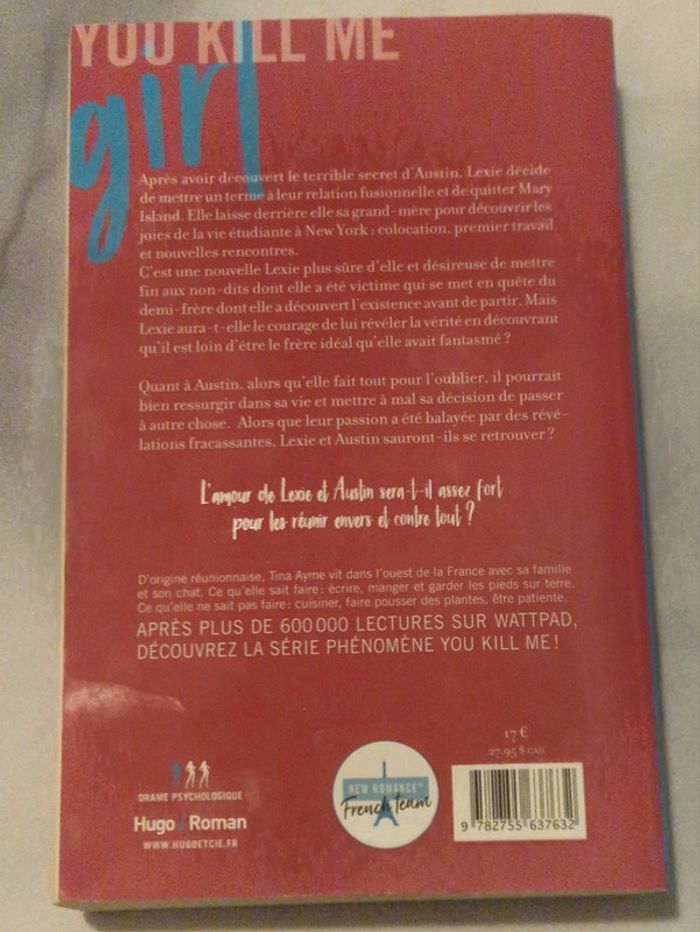 YOU KILL ME
girl
Après avoir découvert le terrible secret d'Austin, Lexie décide
de mettre un terme à leur relation fusionnelle et de quitter Mary
Island. Elle laisse derrière elle sa grand-mère pour découvrir les
joies de la vie étudiante à New York : colocation, premier travail
et nouvelles rencontres.
C'est une nouvelle Lexie plus sûre d'elle et désireuse de mettre
fin aux non-dits dont elle a été victime qui se met en quête du
demi-frère dont elle a découvert l'existence avant de partir. Mais
Lexie aura-t-elle le courage de lui révéler la vérité en découvrant
qu'il est loin d'être le frère idéal qu'elle avait fantasmé ?
Quant à Austin, alors qu'elle fait tout pour l'oublier, il pourrait
bien ressurgir dans sa vie et mettre à mal sa décision de passer
à autre chose. Alors que leur passion a été balayée par des révé-
lations fracassantes, Lexie et Austin sauront-ils se retrouver ?
L'amour de Lexie et Austin sera-t-il assez fort
pour les réunir envers et contre tout ?
D'origine réunionnaise, Tina Ayme vit dans l'ouest de la France avec sa famille
et son chat. Ce qu'elle sait faire : écrire, manger et garder les pieds sur terre.
Ce qu'elle ne sait pas faire : cuisiner, faire pousser des plantes, être patiente.
APRÈS PLUS DE 600 000 LECTURES SUR WATTPAD,
DÉCOUVREZ LA SÉRIE PHÉNOMÈNE YOU KILL ME !
17 €
27,95 $ CAD
DRAME PSYCHOLOGIQUE
Hugo Roman
WWW.HUGOETCIE.FR
NEW ROMANCE
French team
9 782755 637632